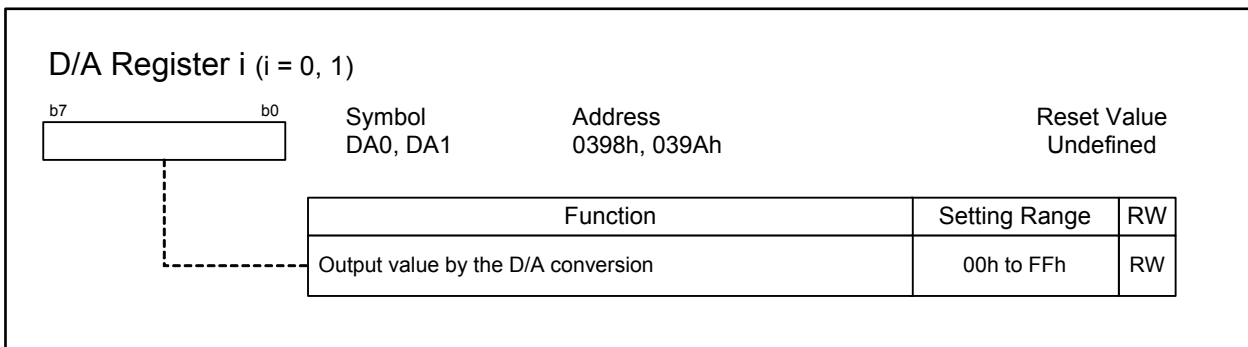 D/A Register i (i = 0, 1)
b7 b0 Symbol Address Reset Value
DA0, DA1 0398h, 039Ah Undefined
Function Setting Range RW
Output value by the D/A conversion 00h to FFh RW